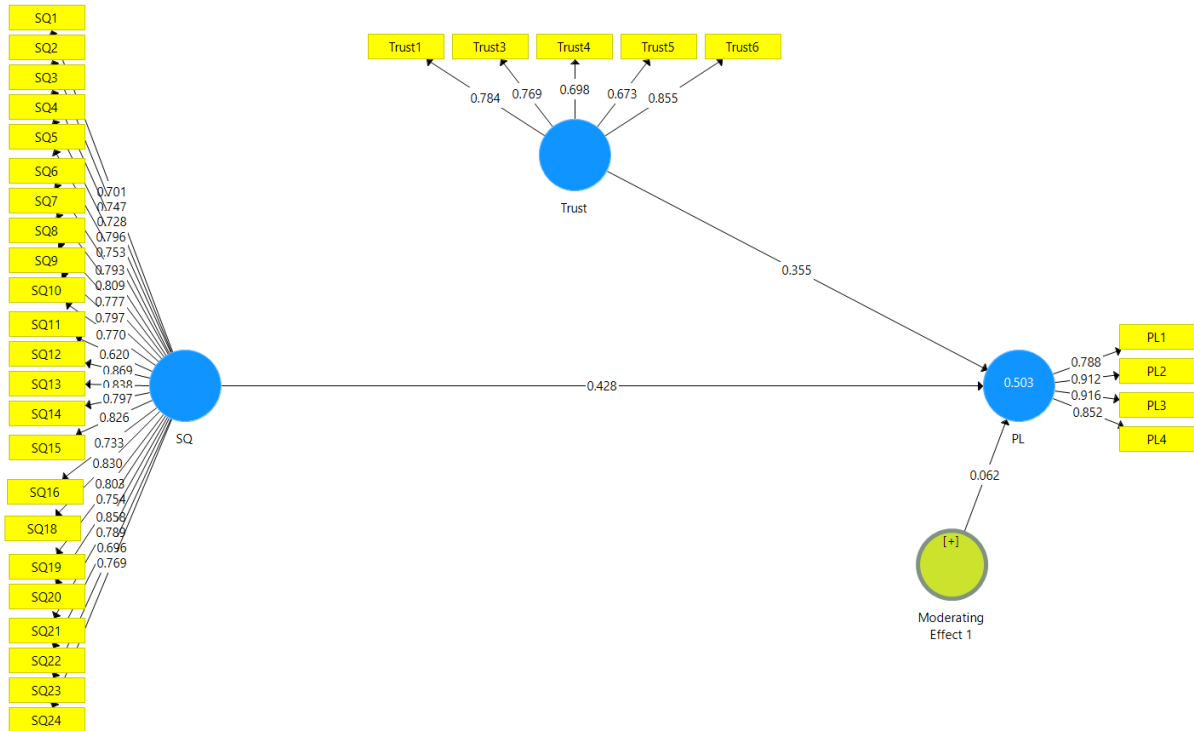 SQ1
SQ2
SQ3
SQ4
SQ5
SQ6
SQ7
SQ8
SQ9
SQ10
SQ11
SQ12
SQ13
SQ14
SQ15
SQ16
SQ18
SQ19
SQ20
SQ21
SQ22
SQ23
SQ24
0.701
0.747
0.728
0.796
0.753
0.793
0.809
0.777
0.797
0.770
0.620
0.869
0.838
0.797
0.826
0.733
0.830
0.803
0.754
0.858
0.789
0.696
0.769
SQ
Trust1 Trust3 Trust4 Trust5 Trust6
0.784 0.769 0.698 0.673 0.855
Trust
0.355
0.428
0.503
PL
0.788
0.912
0.916
0.852
PL1
PL2
PL3
PL4
0.062
[+]
Moderating
Effect 1